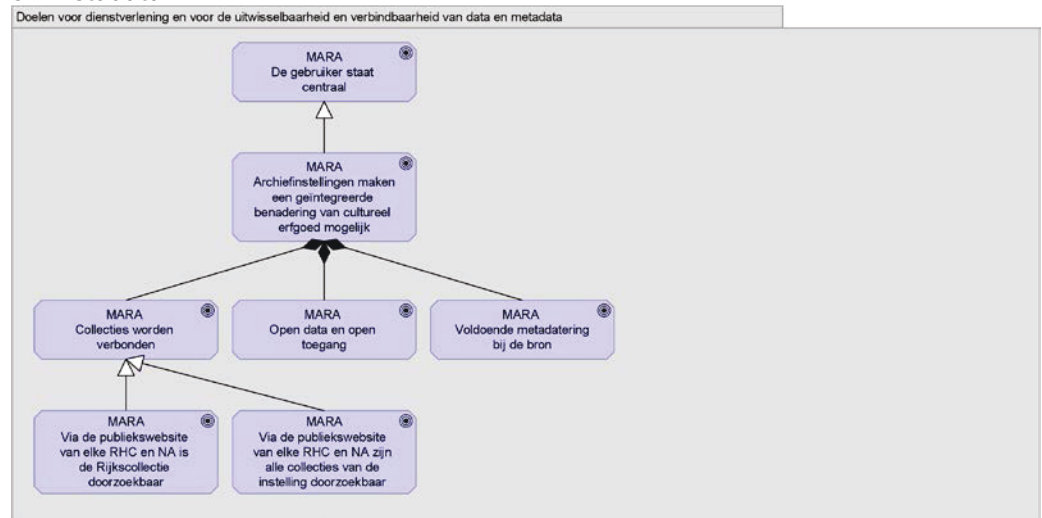 Doelen voor dienstverlening en voor de uitwisselbaarheid en verbindbaarheid van data en metadata
MARA
De gebruiker staat
centraal
MARA
Archiefinstellingen maken
een geïntegreerde
benadering van cultureel
erfgoed mogelijk
MARA
Collecties worden
verbonden
MARA
Open data en open
toegang
MARA
Voldoende metadatering
bij de bron
MARA
Via de publiekswebsite
van elke RHC en NA is
de Rijkscollectie
doorzoekbaar
MARA
Via de publiekswebsite
van elke RHC en NA zijn
alle collecties van de
instelling doorzoekbaar